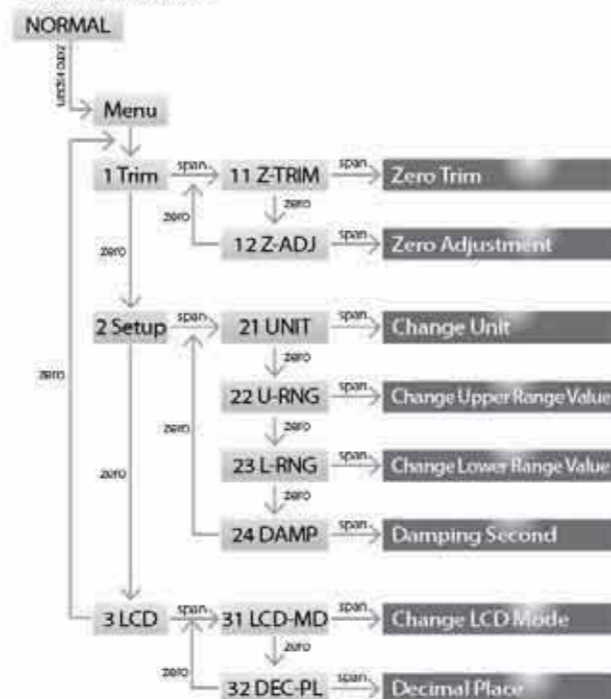 NORMAL
Menu
1 Trim
span
11 Z-TRIM
span
Zero Trim
zero
zero
12 Z-ADJ
span
Zero Adjustment
zero
2 Setup
span
21 UNIT
span
Change Unit
zero
zero
22 U-RNG
span
Change Upper Range Value
zero
zero
23 L-RNG
span
Change Lower Range Value
zero
zero
24 DAMP
span
Damping Second
3 LCD
span
31 LCD-MD
span
Change LCD Mode
zero
zero
32 DEC-PL
span
Decimal Place